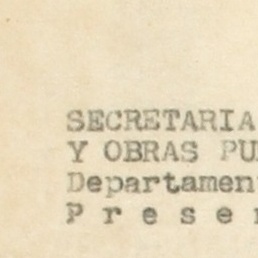 SECRETARIA
Y OBRAS PU
Departamen
P r e s e